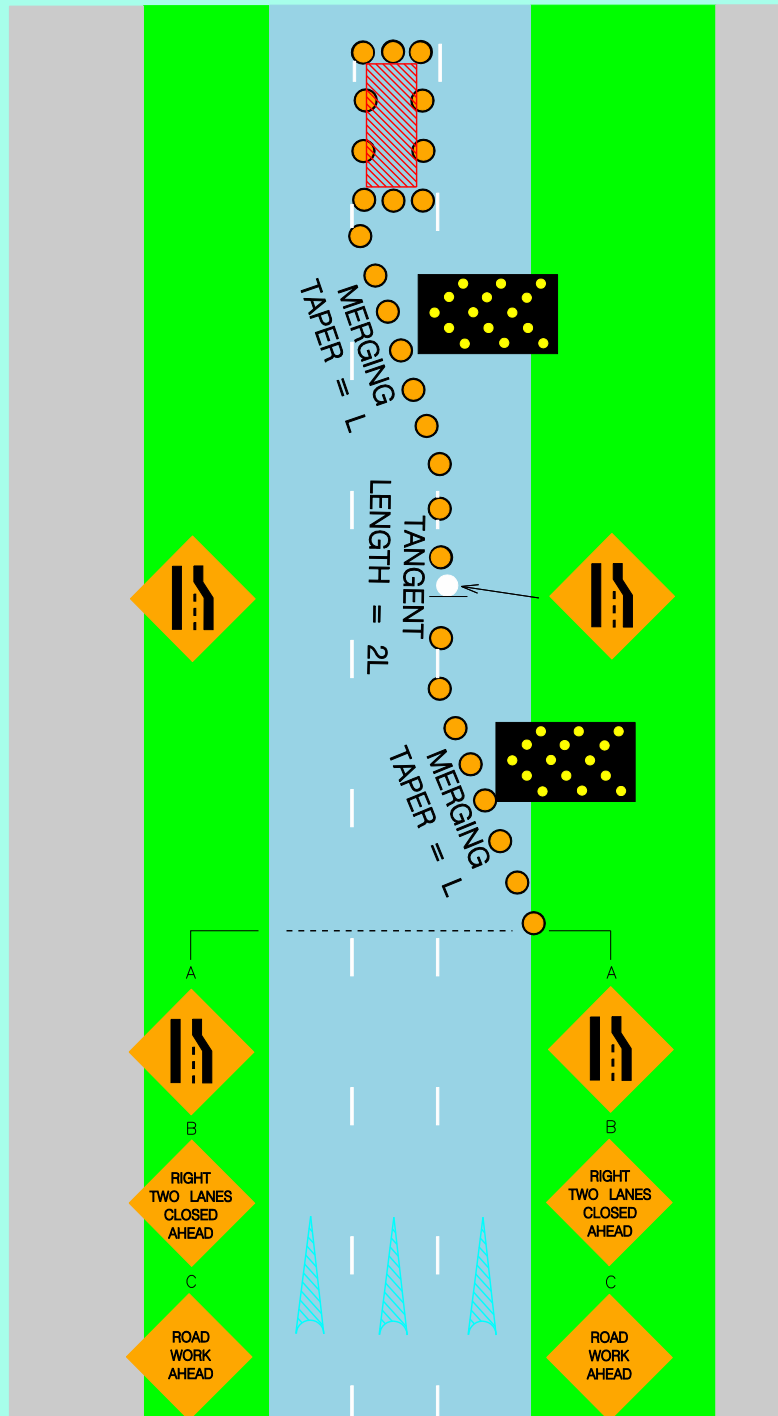 MERGING
TAPER = L
TANGENT
LENGTH = 2L
MERGING
TAPER = L
A
A
B
B
RIGHT
TWO LANES
CLOSED
AHEAD
RIGHT
TWO LANES
CLOSED
AHEAD
C
C
ROAD
WORK
AHEAD
ROAD
WORK
AHEAD